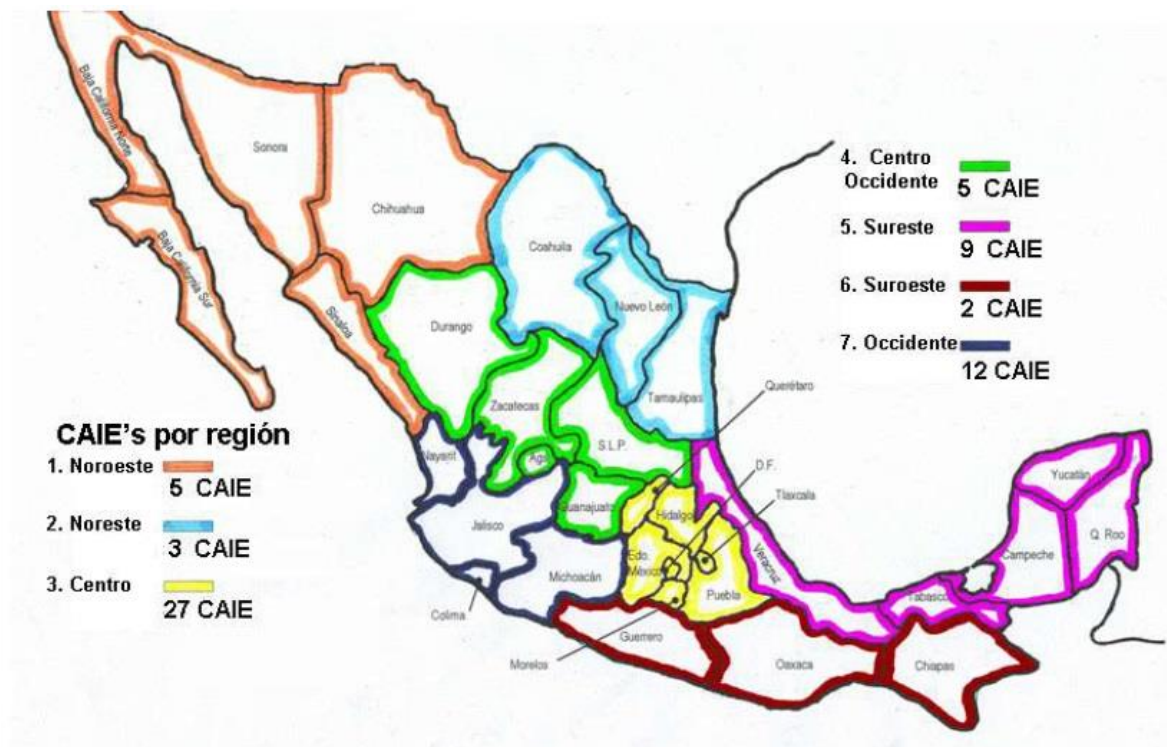 Baja California Norte
Sonora
Chihuahua
Baja California Sur
Sinaloa
Durango
Coahuila
Nuevo León
Tamaulipas
Zacatecas
S.L.P.
Ags
Nayarit
Guanajuato
Jalisco
Michoacán
Colima
Querétaro
D.F.
Tlaxcala
Hidalgo
Edo.
México
Puebla
Veracruz
Morelos
Guerrero
Oaxaca
Chiapas
Tabasco
Campeche
Yucatán
Q. Roo
CAIE's por región
1. Noroeste
5 CAIE
2. Noreste
3 CAIE
3. Centro
27 CAIE
4. Centro
Occidente
5 CAIE
5. Sureste
9 CAIE
6. Suroeste
2 CAIE
7. Occidente
12 CAIE